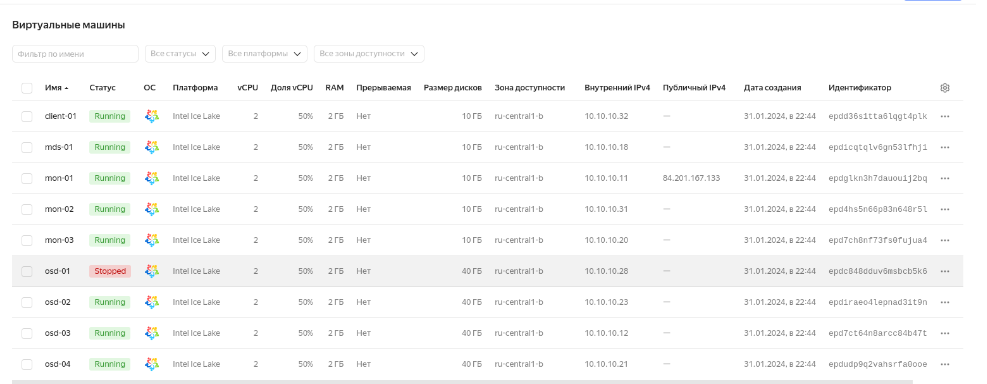 Виртуальные машины
Фильтр по имени Все статусы Все платформы Все зоны доступности
Имя Статус ОС Платформа vCPU Доля vCPU RAM Прерываемая Размер дисков Зона доступности Внутренний IPv4 Публичный IPv4 Дата создания Идентификатор
client-01 Running Intel Ice Lake 2 50% 2 ГБ Нет 10 ГБ ru-central1-b 10.10.10.32 — 31.01.2024, в 22:44 epdd36sitta6lqgt4plk
mds-01 Running Intel Ice Lake 2 50% 2 ГБ Нет 10 ГБ ru-central1-b 10.10.10.18 — 31.01.2024, в 22:44 epdicqtqlv6gn53lfhji
mon-01 Running Intel Ice Lake 2 50% 2 ГБ Нет 10 ГБ ru-central1-b 10.10.10.11 84.201.167.133 31.01.2024, в 22:44 epdglkn3h7dauouij2bq
mon-02 Running Intel Ice Lake 2 50% 2 ГБ Нет 10 ГБ ru-central1-b 10.10.10.31 — 31.01.2024, в 22:44 epd4hs5n66p83n648r5l
mon-03 Running Intel Ice Lake 2 50% 2 ГБ Нет 10 ГБ ru-central1-b 10.10.10.20 — 31.01.2024, в 22:44 epd7ch8nf73fs0fujua4
osd-01 Stopped Intel Ice Lake 2 50% 2 ГБ Нет 40 ГБ ru-central1-b 10.10.10.28 — 31.01.2024, в 22:44 epdc848dduv6msbcb5k6
osd-02 Running Intel Ice Lake 2 50% 2 ГБ Нет 40 ГБ ru-central1-b 10.10.10.23 — 31.01.2024, в 22:44 epdiraeo4lepnad3it9n
osd-03 Running Intel Ice Lake 2 50% 2 ГБ Нет 40 ГБ ru-central1-b 10.10.10.12 — 31.01.2024, в 22:44 epd7ct64n8arcc84b47t
osd-04 Running Intel Ice Lake 2 50% 2 ГБ Нет 40 ГБ ru-central1-b 10.10.10.21 — 31.01.2024, в 22:44 epdudp9q2vahsrfa0ooe